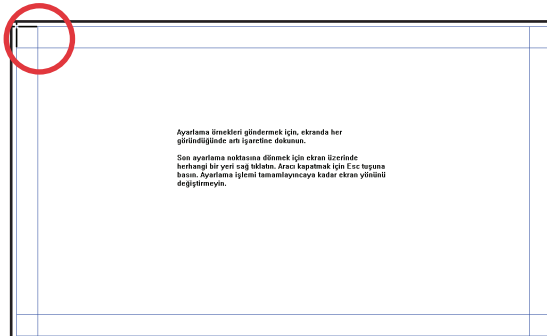 Ayarlama örnekleri göndermek için, ekranda her
göründüğünde artı işaretine dokunun.
Son ayarlama noktasına dönmek için ekran üzerinde
herhangi bir yeri sağ tıklatın. Aracı kapatmak için Esc tuşuna
basın. Ayarlama işlemi tamamlayıncaya kadar ekran yönünü
değiştirmeyin.